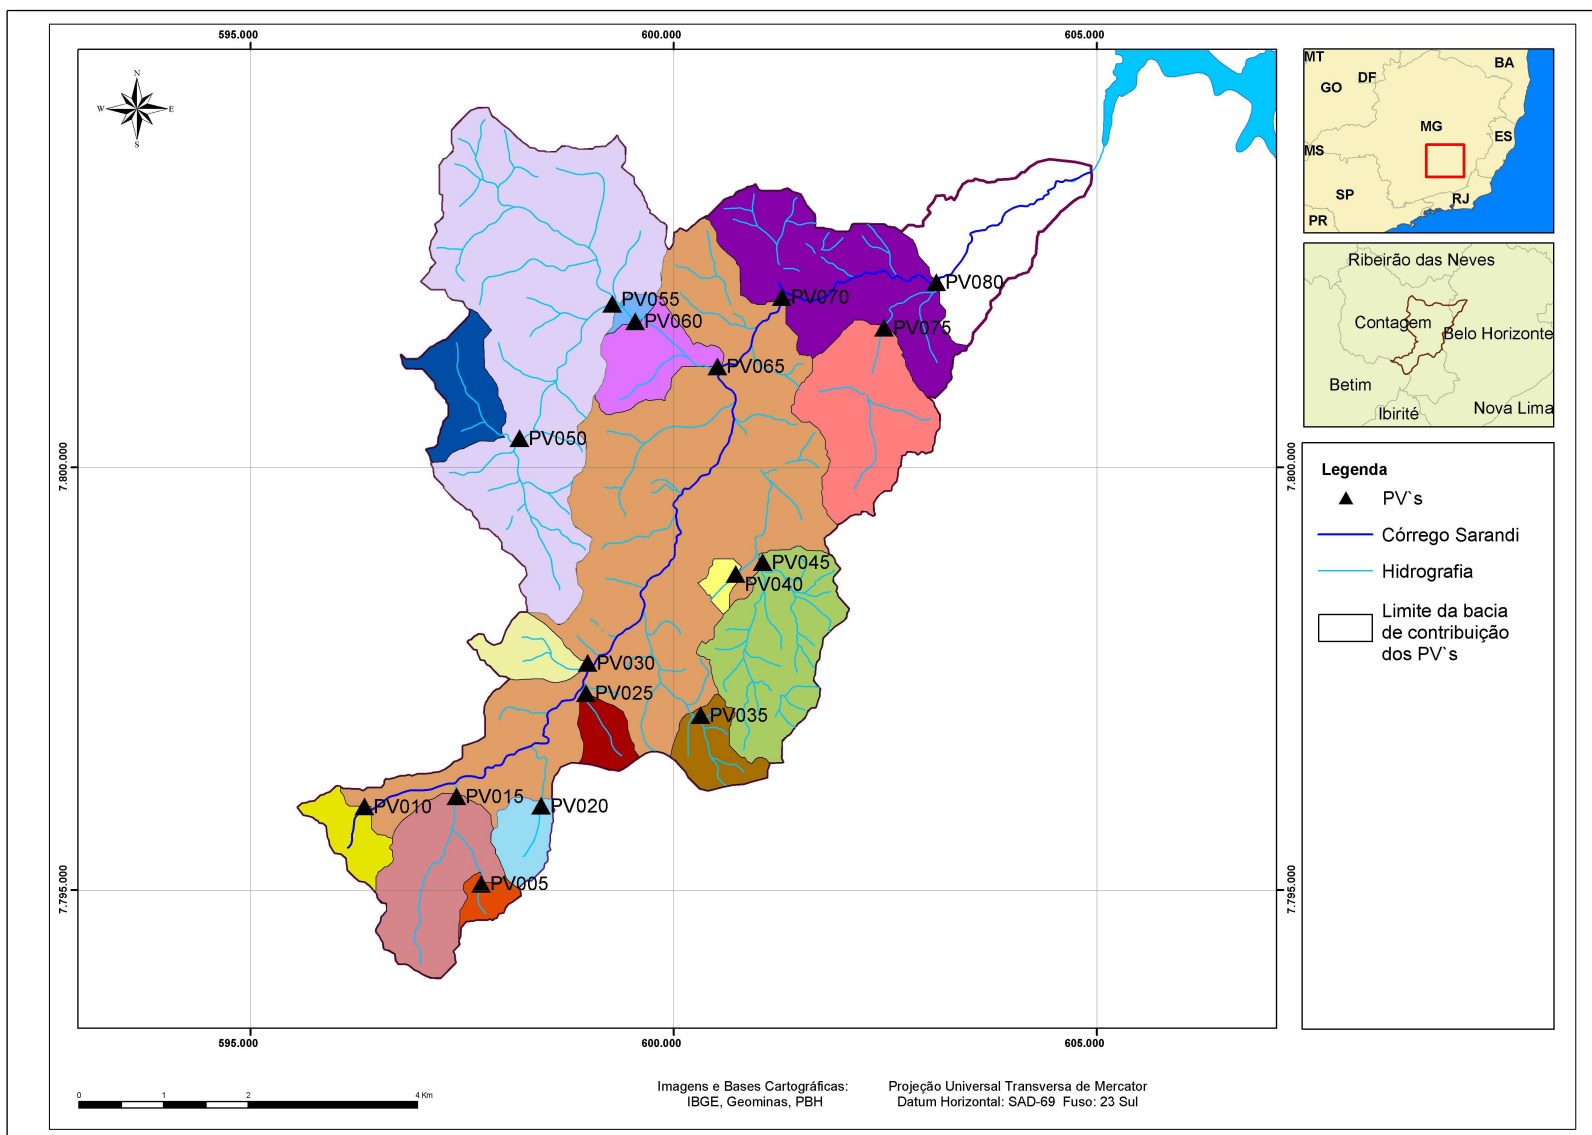 595.000
600.000
605.000
N
W
E
S
7.800.000
7.795.000
7.800.000
7.795.000
PV055
PV060
PV065
PV070
PV080
PV075
PV050
PV045
PV040
PV030
PV025
PV035
PV010
PV015
PV020
PV005
595.000
600.000
605.000
0
1
2
4 Km
Imagens e Bases Cartográficas:
IBGE, Geominas, PBH
Projeção Universal Transversa de Mercator
Datum Horizontal: SAD-69 Fuso: 23 Sul
MT
GO
DF
BA
MG
ES
MS
SP
RJ
PR
Ribeirão das Neves
Contagem
Belo Horizonte
Betim
Ibirité
Nova Lima
Legenda
PV`s
Córrego Sarandi
Hidrografia
Limite da bacia
de contribuição
dos PV`s